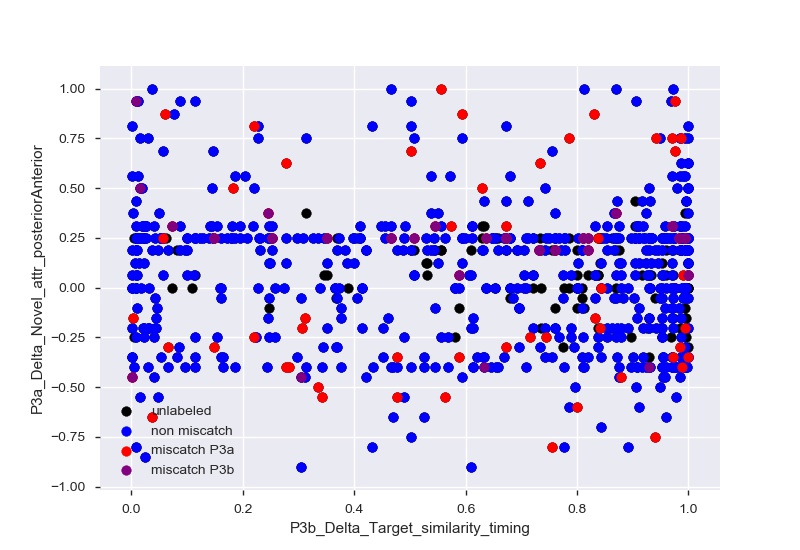 1.00
0.75
0.50
0.25
0.00
−0.25
−0.50
−0.75
−1.00
P3a_Delta_Novel_attr_posteriorAnterior
unlabeled
non miscatch
miscatch P3a
miscatch P3b
0.0 0.2 0.4 0.6 0.8 1.0
P3b_Delta_Target_similarity_timing